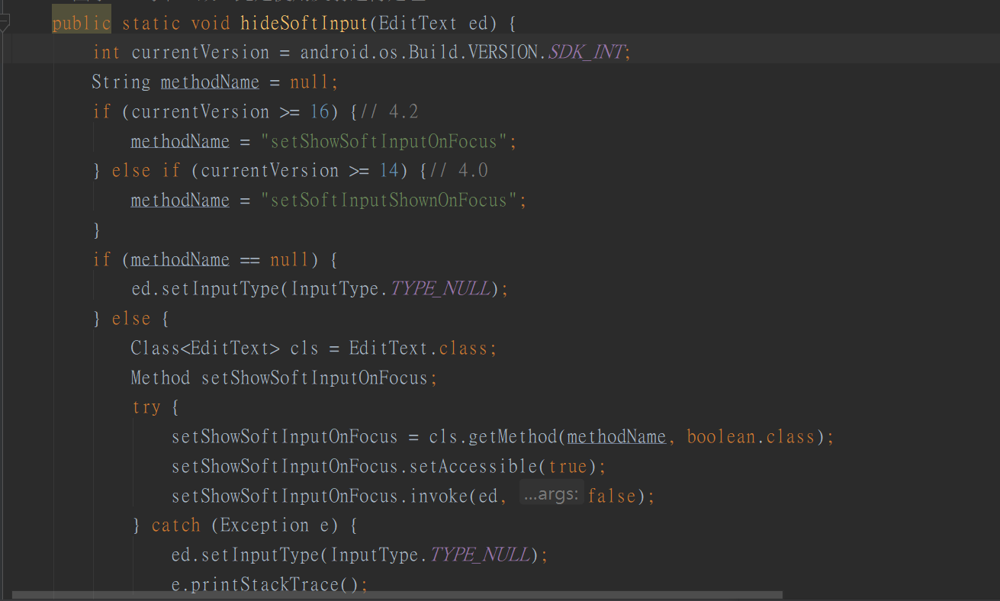 public static void hideSoftInput(EditText ed) {
int currentVersion = android.os.Build.VERSION.SDK_INT;
String methodName = null;
if (currentVersion >= 16) {// 4.2
methodName = "setShowSoftInputOnFocus";
} else if (currentVersion >= 14) {// 4.0
methodName = "setSoftInputShownOnFocus";
}
if (methodName == null) {
ed.setInputType(InputType.TYPE_NULL);
} else {
Class<EditText> cls = EditText.class;
Method setShowSoftInputOnFocus;
try {
setShowSoftInputOnFocus = cls.getMethod(methodName, boolean.class);
setShowSoftInputOnFocus.setAccessible(true);
setShowSoftInputOnFocus.invoke(ed, ...args: false);
} catch (Exception e) {
ed.setInputType(InputType.TYPE_NULL);
e.printStackTrace();